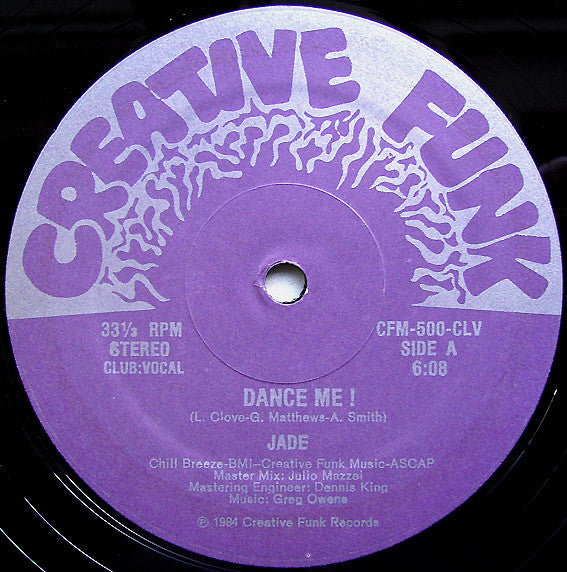 CREATIVE FUNK
33⅓ RPM
STEREO
CLUB:VOCAL
CFM-500-CLV
SIDE A
6:08
DANCE ME !
(L. Clove-G. Matthews-A. Smith)
JADE
Chill Breeze-BMI-Creative Funk Music-ASCAP
Master Mix: Julio Mazzei
Mastering Engineer: Dennis King
Music: Greg Owens
℗ 1984 Creative Funk Records